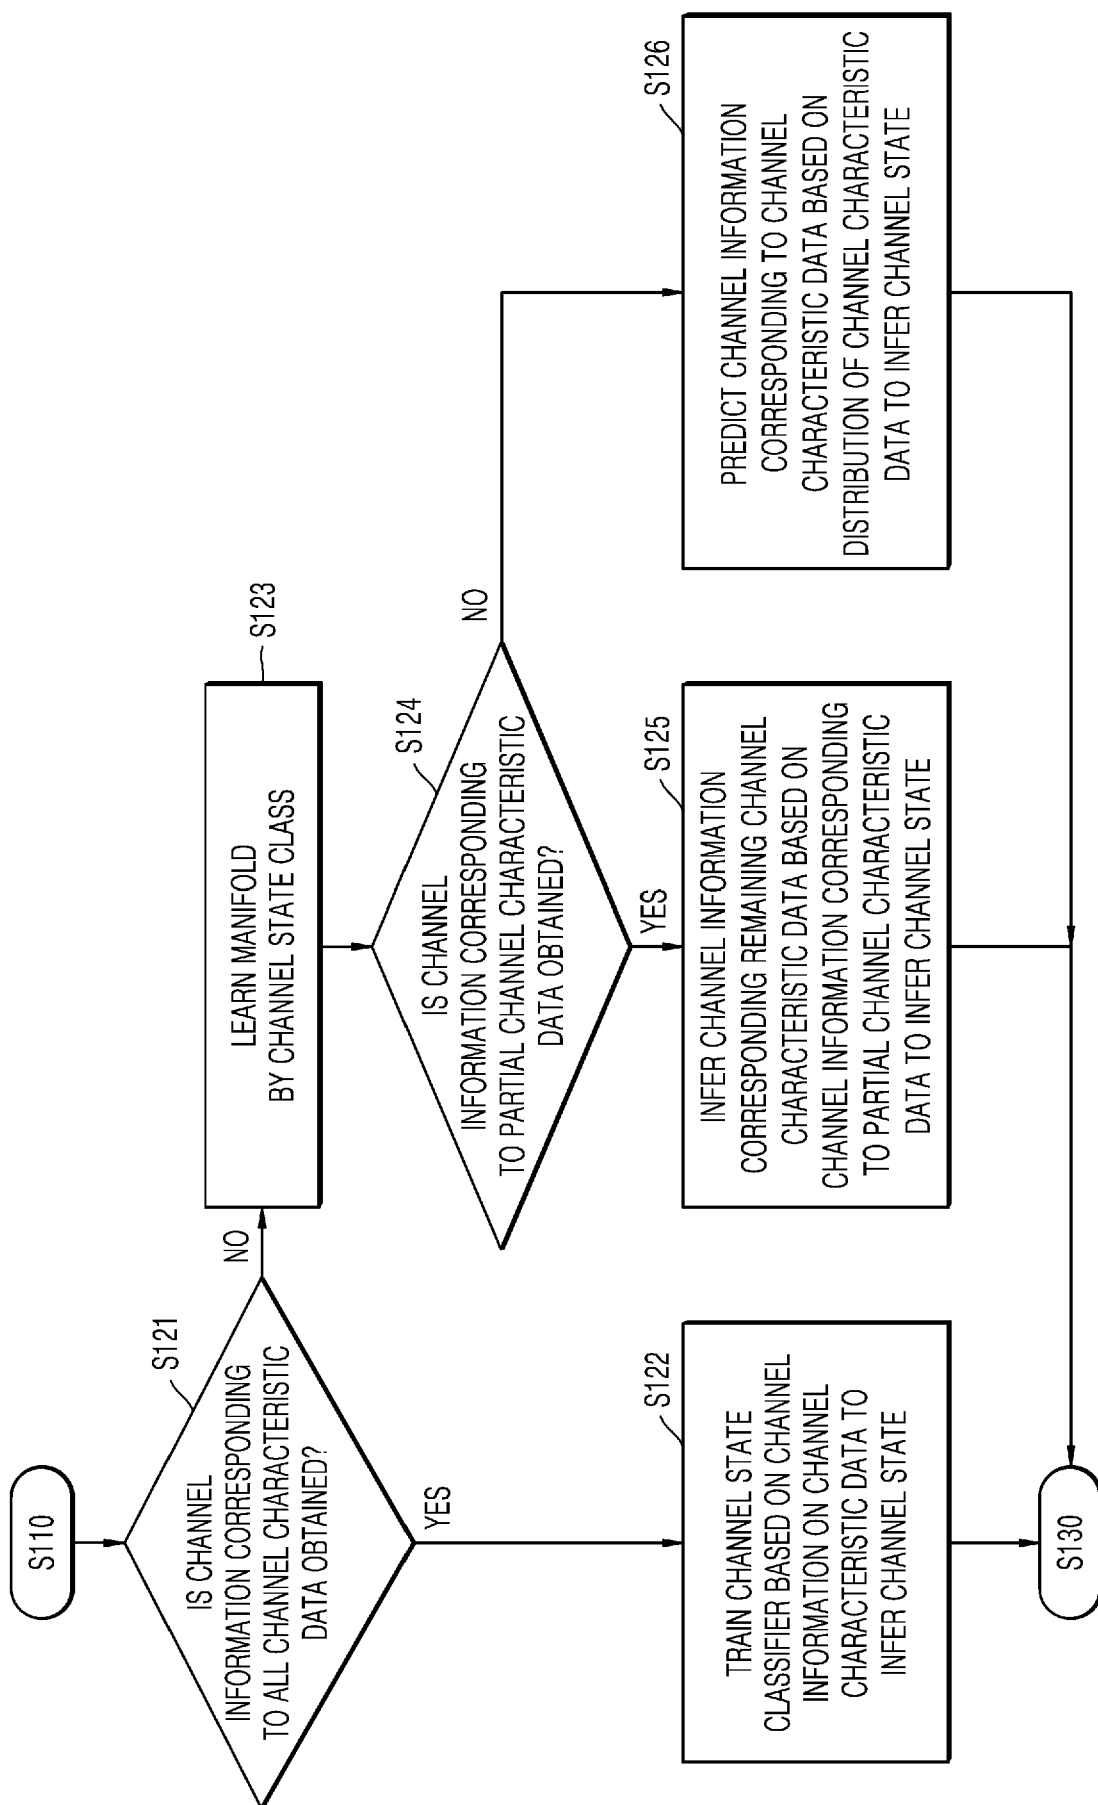 S110
S121
IS CHANNEL
INFORMATION CORRESPONDING
TO ALL CHANNEL CHARACTERISTIC
DATA OBTAINED?
NO
YES
S123
LEARN MANIFOLD
BY CHANNEL STATE CLASS
S124
IS CHANNEL
INFORMATION CORRESPONDING
TO PARTIAL CHANNEL CHARACTERISTIC
DATA OBTAINED?
NO
YES
S122
TRAIN CHANNEL STATE
CLASSIFIER BASED ON CHANNEL
INFORMATION ON CHANNEL
CHARACTERISTIC DATA TO
INFER CHANNEL STATE
S125
INFER CHANNEL INFORMATION
CORRESPONDING REMAINING CHANNEL
CHARACTERISTIC DATA BASED ON
CHANNEL INFORMATION CORRESPONDING
TO PARTIAL CHANNEL CHARACTERISTIC
DATA TO INFER CHANNEL STATE
S126
PREDICT CHANNEL INFORMATION
CORRESPONDING TO CHANNEL
CHARACTERISTIC DATA BASED ON
DISTRIBUTION OF CHANNEL CHARACTERISTIC
DATA TO INFER CHANNEL STATE
S130